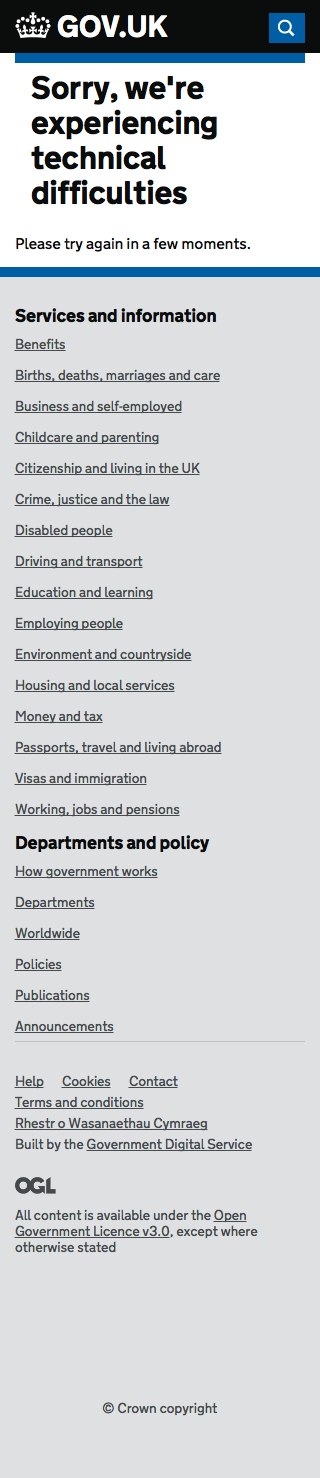 GOV.UK
Sorry, we're
experiencing
technical
difficulties
Please try again in a few moments.
Services and information
Benefits
Births, deaths, marriages and care
Business and self-employed
Childcare and parenting
Citizenship and living in the UK
Crime, justice and the law
Disabled people
Driving and transport
Education and learning
Employing people
Environment and countryside
Housing and local services
Money and tax
Passports, travel and living abroad
Visas and immigration
Working, jobs and pensions
Departments and policy
How government works
Departments
Worldwide
Policies
Publications
Announcements
Help Cookies Contact
Terms and conditions
Rhestr o Wasanaethau Cymraeg
Built by the Government Digital Service
OGL
All content is available under the Open
Government Licence v3.0, except where
otherwise stated
© Crown copyright